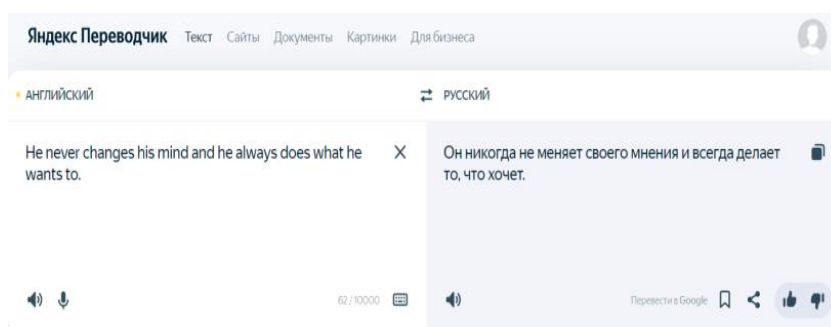 Яндекс Переводчик Текст Сайты Документы Картинки Для бизнеса
АНГЛИЙСКИЙ РУССКИЙ
He never changes his mind and he always does what he
wants to.
Он никогда не меняет своего мнения и всегда делает
то, что хочет.
62/10000 Перевести в Google